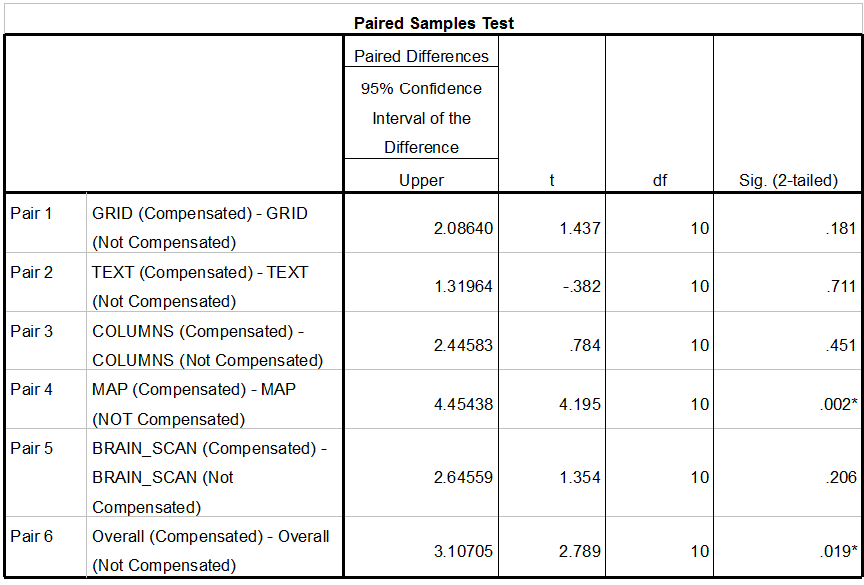 Paired Samples Test
Paired Differences
95% Confidence
Interval of the
Difference
Upper t df Sig. (2-tailed)
Pair 1 GRID (Compensated) - GRID
(Not Compensated) 2.08640 1.437 10 .181
Pair 2 TEXT (Compensated) - TEXT
(Not Compensated) 1.31964 -.382 10 .711
Pair 3 COLUMNS (Compensated) -
COLUMNS (Not Compensated) 2.44583 .784 10 .451
Pair 4 MAP (Compensated) - MAP
(NOT Compensated) 4.45438 4.195 10 .002*
Pair 5 BRAIN_SCAN (Compensated) -
BRAIN_SCAN (Not 2.64559 1.354 10 .206
Compensated)
Pair 6 Overall (Compensated) - Overall
(Not Compensated) 3.10705 2.789 10 .019*